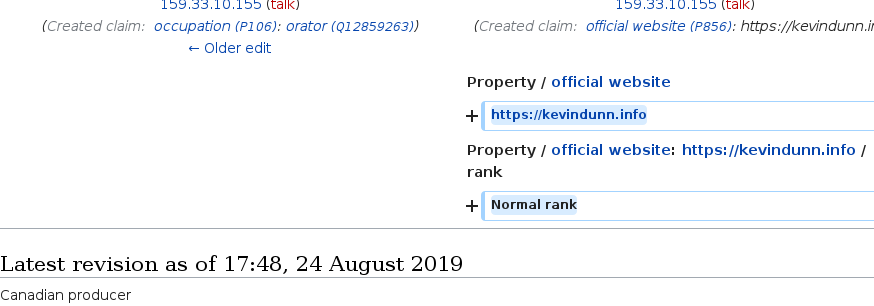 159.33.10.155 (talk) 159.33.10.155 (talk)
(Created claim: occupation (P106): orator (Q12859263)) (Created claim: official website (P856): https://kevindunn.i
← Older edit
Property / official website
+ https://kevindunn.info
Property / official website: https://kevindunn.info /
rank
+ Normal rank
Latest revision as of 17:48, 24 August 2019
Canadian producer